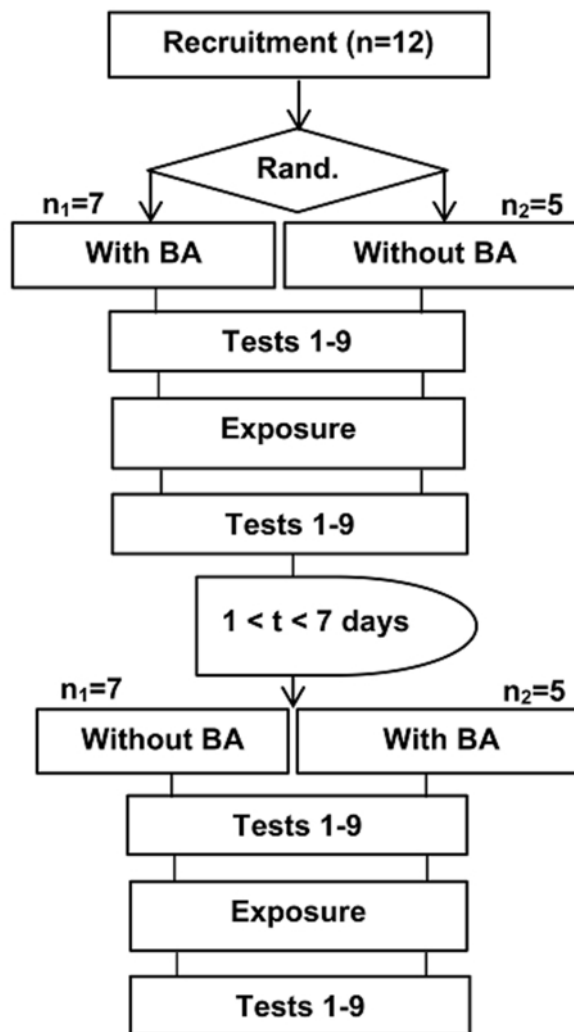 Recruitment (n=12)
Rand.
n₁=7
n₂=5
With BA
Without BA
Tests 1-9
Exposure
Tests 1-9
1 < t < 7 days
n₁=7
n₂=5
Without BA
With BA
Tests 1-9
Exposure
Tests 1-9